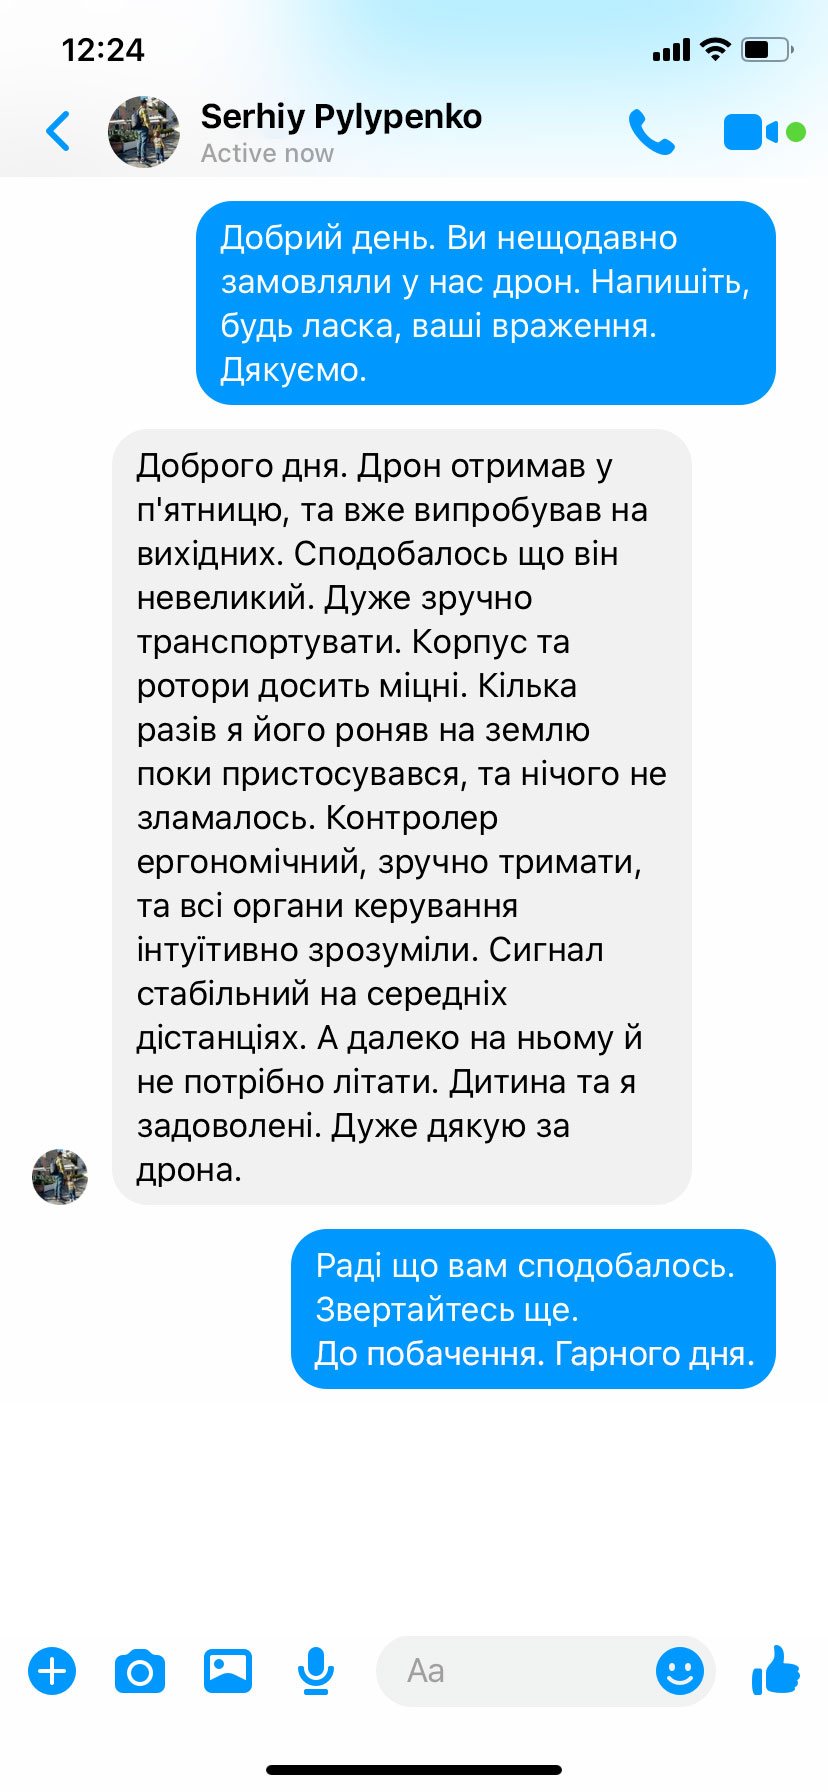 12:24
Serhiy Pylypenko
Active now
Добрий день. Ви нещодавно
замовляли у нас дрон. Напишіть,
будь ласка, ваші враження.
Дякуємо.
Доброго дня. Дрон отримав у
п'ятницю, та вже випробував на
вихідних. Сподобалось що він
невеликий. Дуже зручно
транспортувати. Корпус та
ротори досить міцні. Кілька
разів я його роняв на землю
поки пристосувався, та нічого не
зламалось. Контролер
ергономічний, зручно тримати,
та всі органи керування
інтуїтивно зрозуміли. Сигнал
стабільний на середніх
дістанціях. А далеко на ньому й
не потрібно літати. Дитина та я
задоволені. Дуже дякую за
дрона.
Раді що вам сподобалось.
Звертайтесь ще.
До побачення. Гарного дня.
Aa